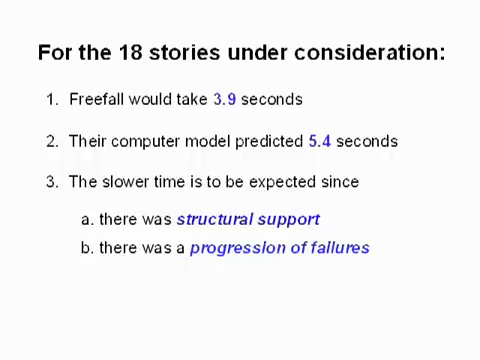 For the 18 stories under consideration:
1. Freefall would take 3.9 seconds
2. Their computer model predicted 5.4 seconds
3. The slower time is to be expected since
a. there was structural support
b. there was a progression of failures